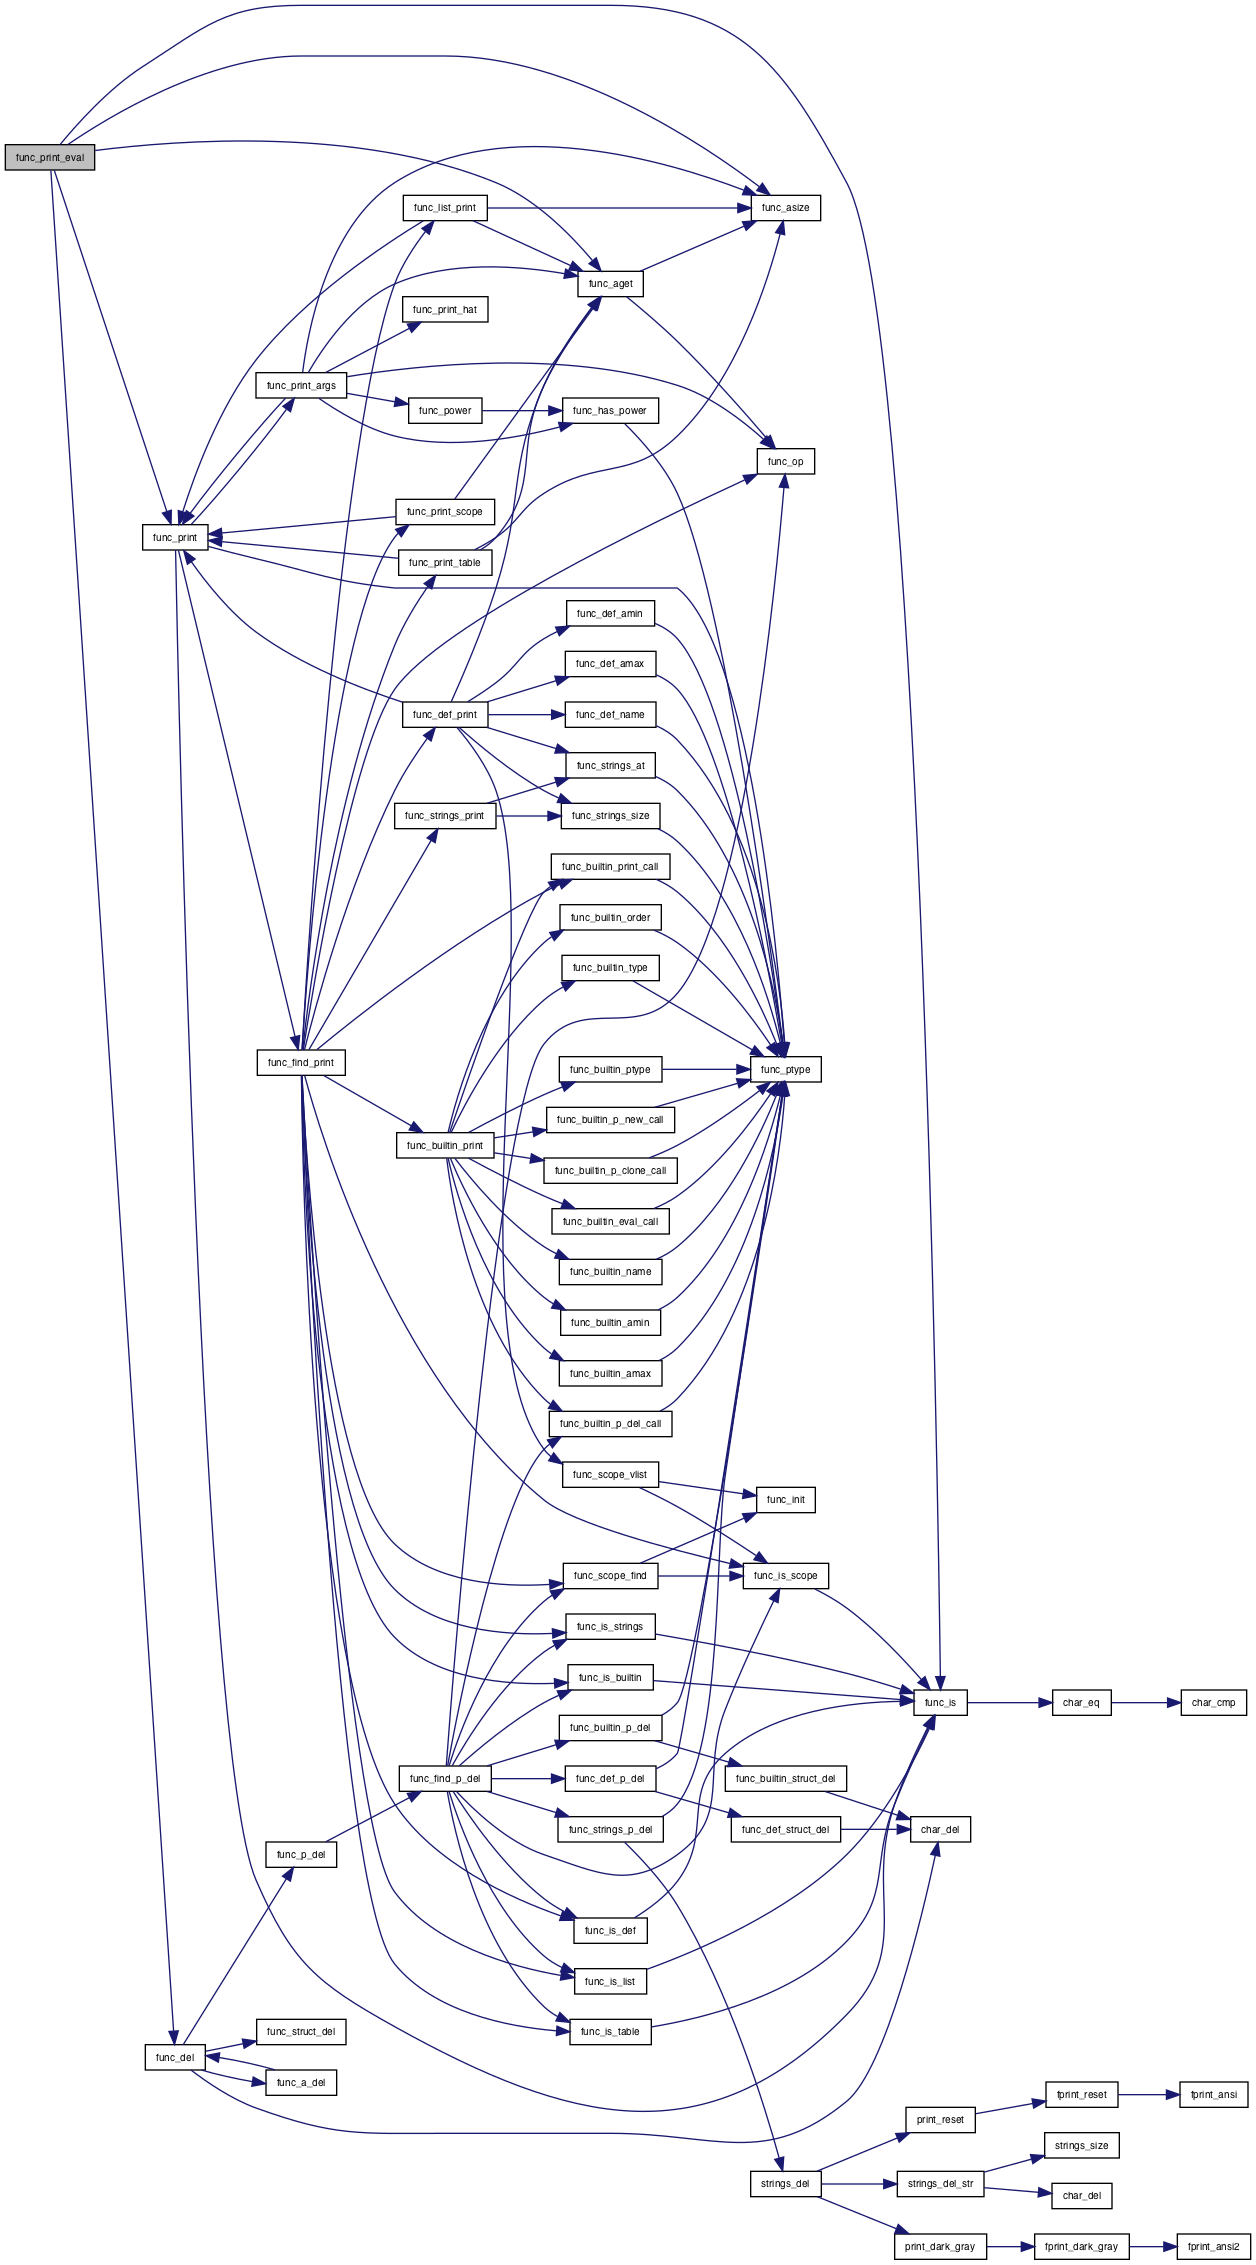 func_print_eval
func_list_print
func_asize
func_aget
func_print_hat
func_print_args
func_power
func_has_power
func_op
func_print_scope
func_print
func_print_table
func_def_amin
func_def_amax
func_def_print
func_def_name
func_strings_at
func_strings_print
func_strings_size
func_builtin_print_call
func_builtin_order
func_builtin_type
func_find_print
func_builtin_ptype
func_ptype
func_builtin_p_new_call
func_builtin_print
func_builtin_p_clone_call
func_builtin_eval_call
func_builtin_name
func_builtin_amin
func_builtin_amax
func_builtin_p_del_call
func_scope_vlist
func_init
func_scope_find
func_is_scope
func_is_strings
func_is_builtin
func_is
char_eq
char_cmp
func_builtin_p_del
func_find_p_del
func_def_p_del
func_builtin_struct_del
func_strings_p_del
func_def_struct_del
char_del
func_p_del
func_is_def
func_is_list
func_struct_del
func_is_table
func_del
func_a_del
fprint_reset
fprint_ansi
print_reset
strings_size
strings_del
strings_del_str
char_del
print_dark_gray
fprint_dark_gray
fprint_ansi2